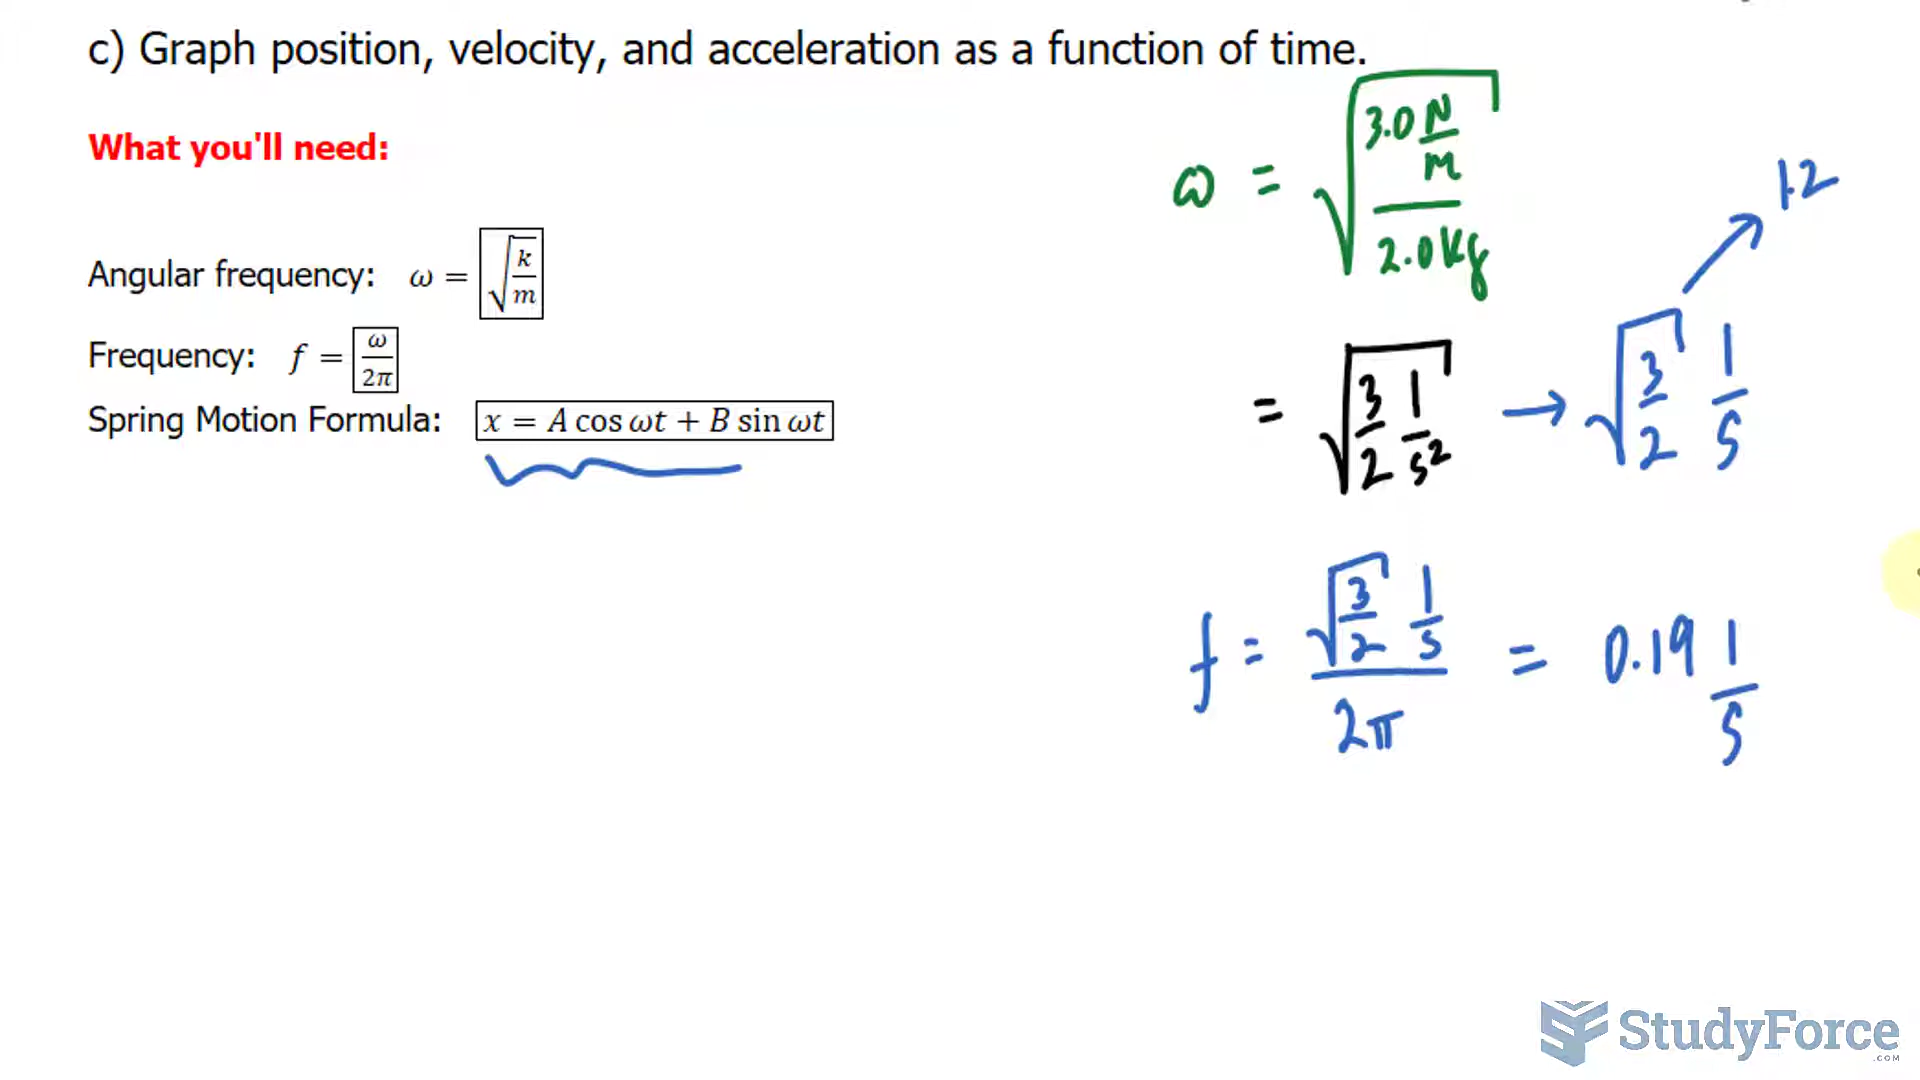 c) Graph position, velocity, and acceleration as a function of time.
What you'll need:
Angular frequency: ω = √(k/m)
Frequency: f = ω/2π
Spring Motion Formula: x = A cos ωt + B sin ωt
ω = √(3.0 N/m / 2.0 kg)
1.2
= √(3/2 1/s²) → √(3/2) 1/s
f = √(3/2) 1/s / 2π = 0.19 1/s
StudyForce
.COM